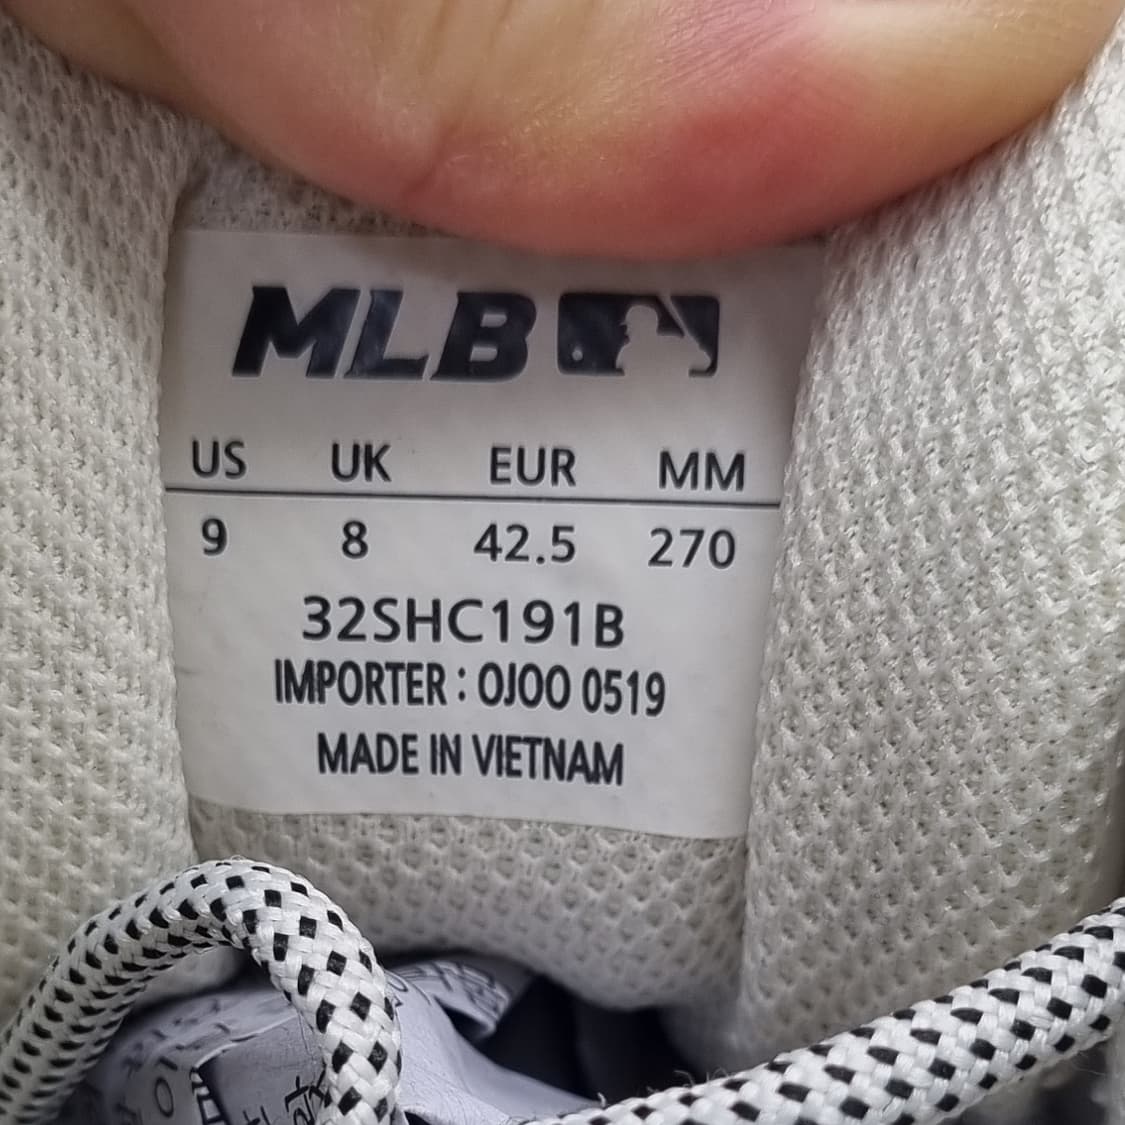 MLB
US UK EUR MM
9 8 42.5 270
32SHC191B
IMPORTER : OJOO 0519
MADE IN VIETNAM